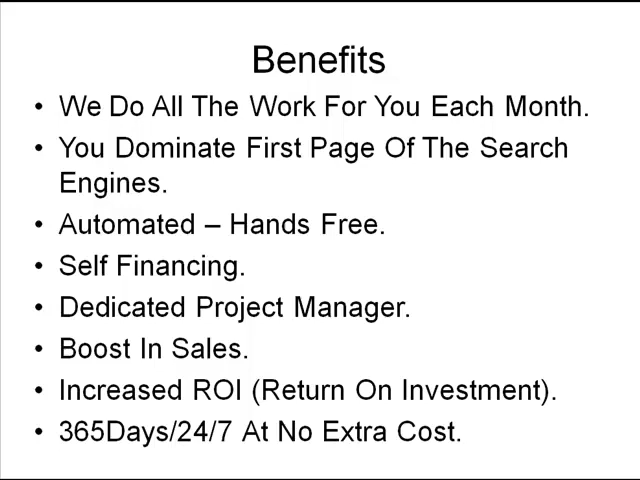 Benefits
• We Do All The Work For You Each Month.
• You Dominate First Page Of The Search
Engines.
• Automated – Hands Free.
• Self Financing.
• Dedicated Project Manager.
• Boost In Sales.
• Increased ROI (Return On Investment).
• 365Days/24/7 At No Extra Cost.